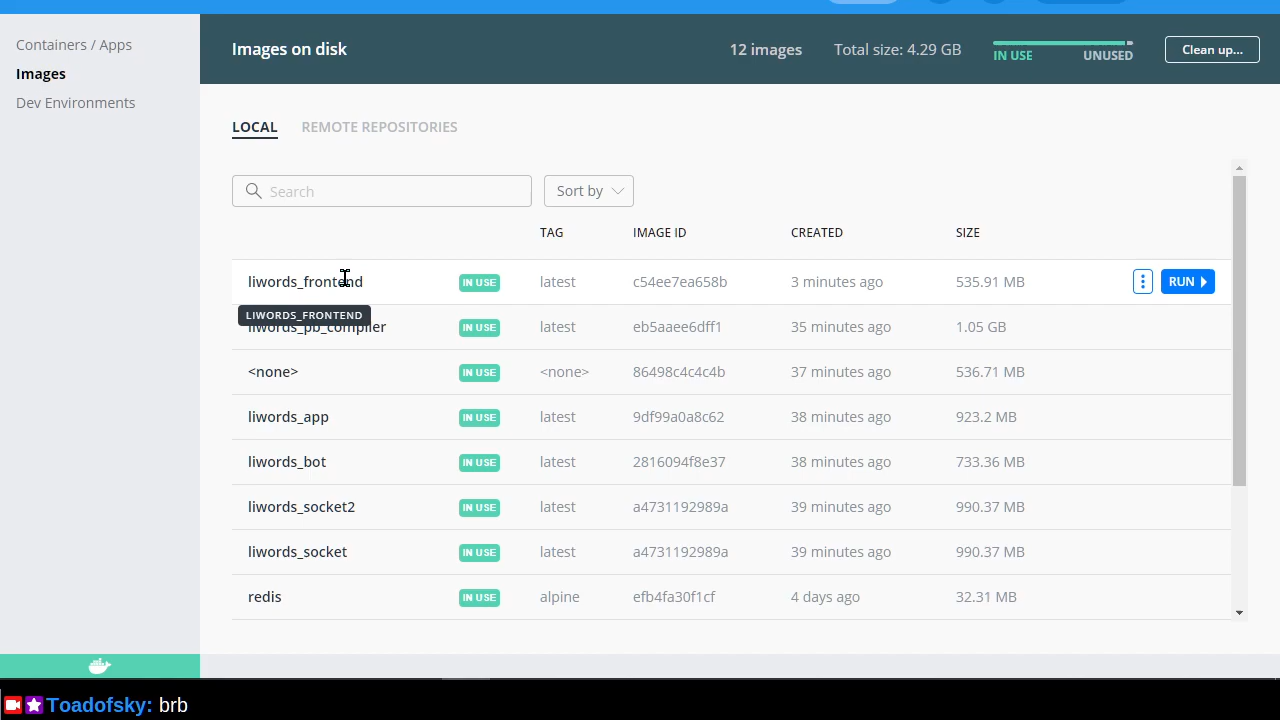 Containers / Apps
Images
Dev Environments
Images on disk
12 images
Total size: 4.29 GB
IN USE
UNUSED
Clean up...
LOCAL
REMOTE REPOSITORIES
Search
Sort by
TAG IMAGE ID CREATED SIZE
liwords_frontend IN USE latest c54ee7ea658b 3 minutes ago 535.91 MB RUN
LIWORDS_FRONTEND
liwords_pb_compiler IN USE latest eb5aaee6dff1 35 minutes ago 1.05 GB
<none> IN USE <none> 86498c4c4c4b 37 minutes ago 536.71 MB
liwords_app IN USE latest 9df99a0a8c62 38 minutes ago 923.2 MB
liwords_bot IN USE latest 2816094f8e37 38 minutes ago 733.36 MB
liwords_socket2 IN USE latest a4731192989a 39 minutes ago 990.37 MB
liwords_socket IN USE latest a4731192989a 39 minutes ago 990.37 MB
redis IN USE alpine efb4fa30f1cf 4 days ago 32.31 MB
Toadofsky: brb